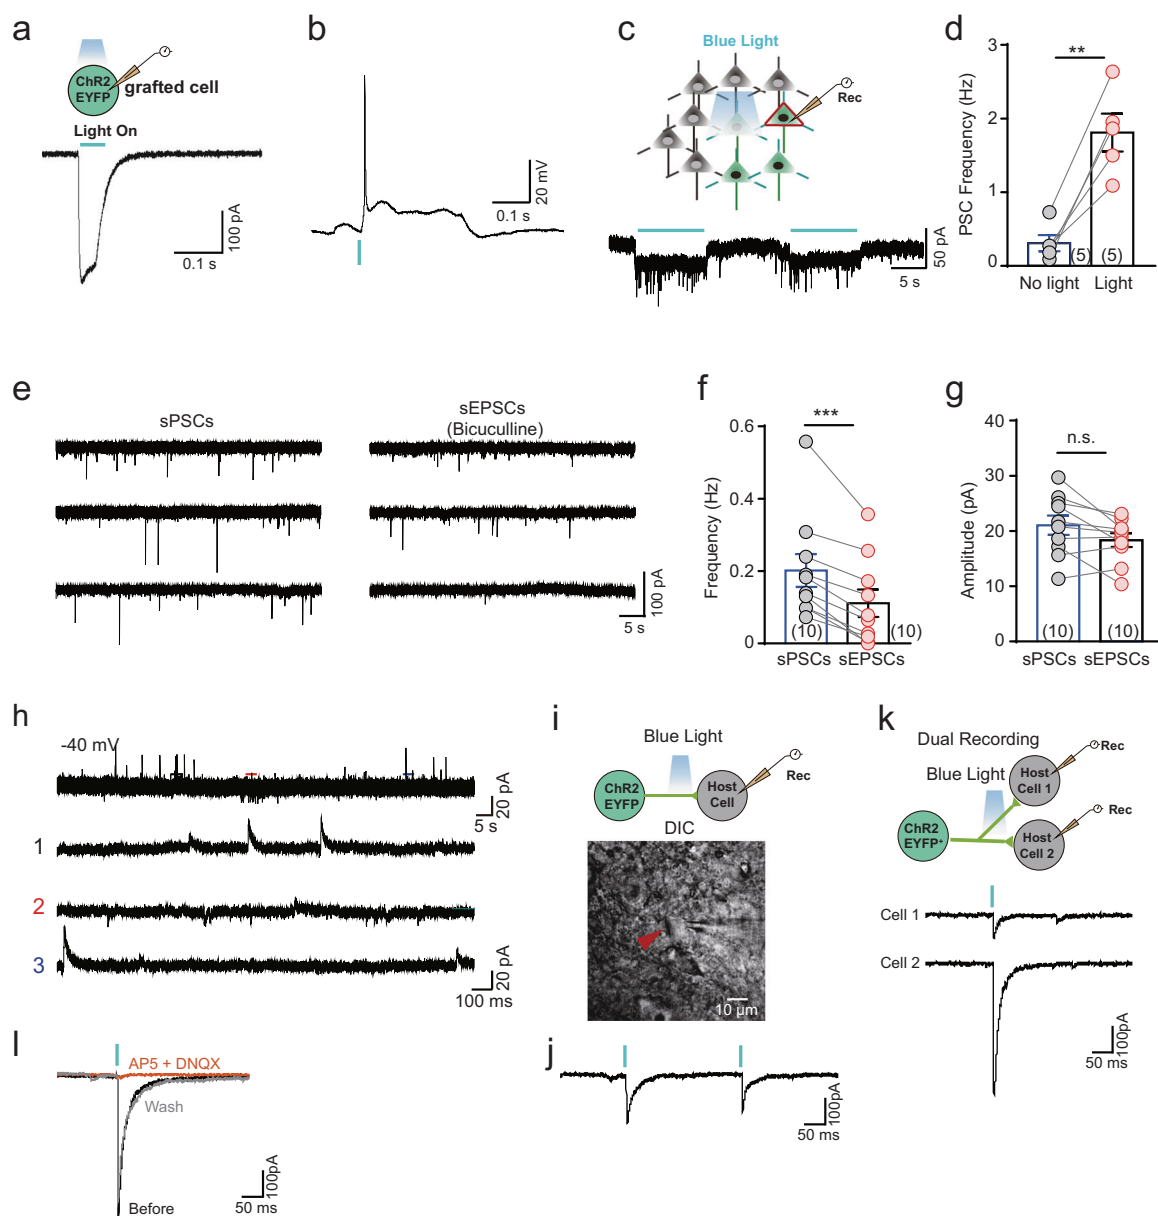 a
ChR2
EYFP
grafted cell
Light On
100 pA
0.1 s
b
20 mV
0.1 s
c
Blue Light
Rec
50 pA
5 s
d
PSC Frequency (Hz)
3
2
1
0
**
(5)
(5)
No light
Light
e
sPSCs
sEPSCs
(Bicuculline)
100 pA
5 s
f
Frequency (Hz)
0.6
0.4
0.2
0
***
(10)
(10)
sPSCs
sEPSCs
g
Amplitude (pA)
40
30
20
10
0
n.s.
(10)
(10)
sPSCs
sEPSCs
h
-40 mV
20 pA
5 s
1
2
3
20 pA
100 ms
i
Blue Light
ChR2
EYFP
Host
Cell
Rec
DIC
10 µm
j
100pA
50 ms
k
Dual Recording
Blue Light
Host
Cell 1
Rec
ChR2
EYFP+
Host
Cell 2
Rec
Cell 1
Cell 2
100pA
50 ms
l
AP5 + DNQX
Wash
Before
100pA
50 ms